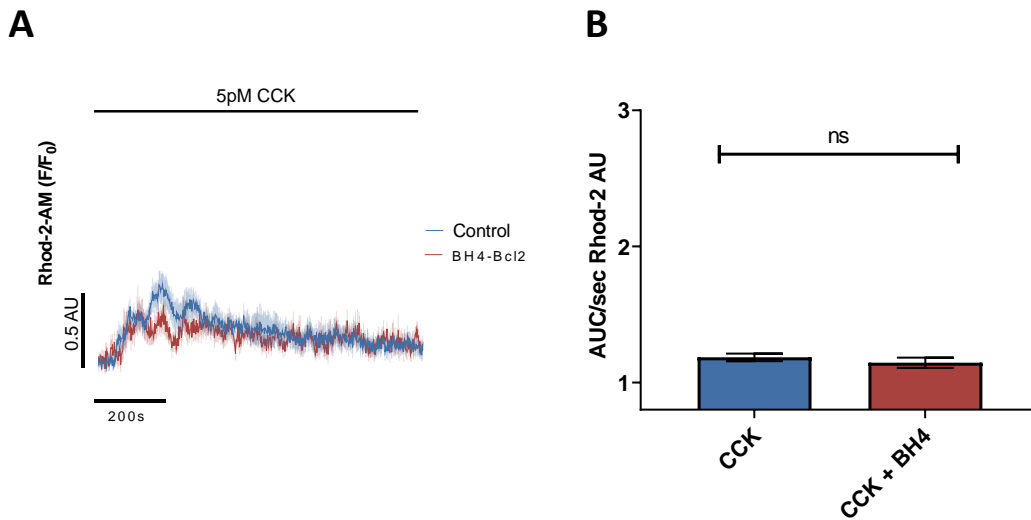 A
5pM CCK
Rhod-2-AM (F/F₀)
0.5 AU
200s
Control
BH4-Bcl2
B
AUC/sec Rhod-2 AU
3
2
1
ns
CCK
CCK + BH4